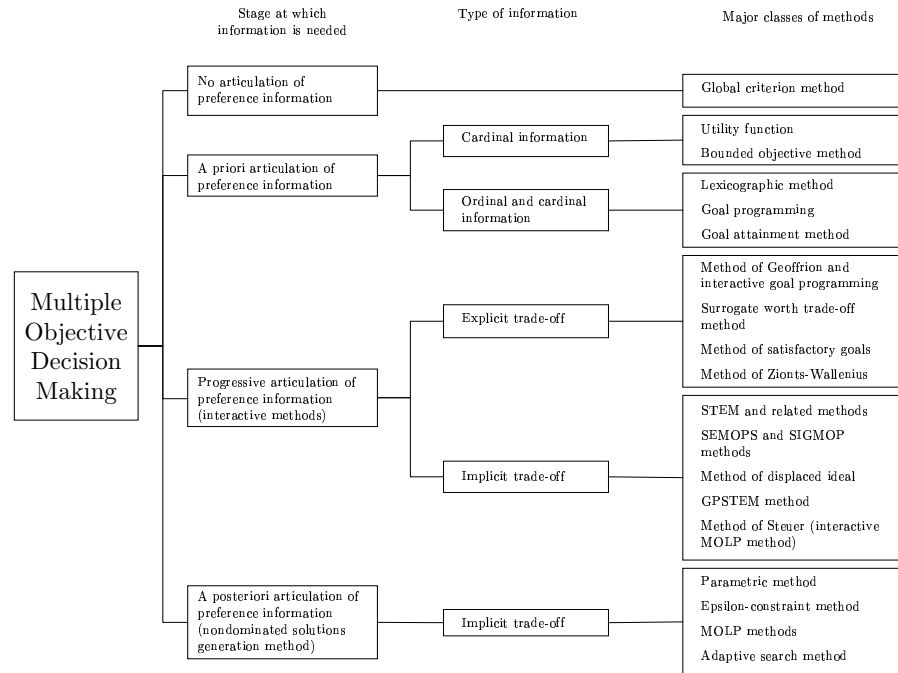 Stage at which
information is needed
Type of information
Major classes of methods
No articulation of
preference information
Global criterion method
A priori articulation of
preference information
Cardinal information
Utility function
Bounded objective method
Ordinal and cardinal
information
Lexicographic method
Goal programming
Goal attainment method
Multiple
Objective
Decision
Making
Progressive articulation of
preference information
(interactive methods)
Explicit trade-off
Method of Geoffrion and
interactive goal programming
Surrogate worth trade-off
method
Method of satisfactory goals
Method of Zionts-Wallenius
Implicit trade-off
STEM and related methods
SEMOPS and SIGMOP
methods
Method of displaced ideal
GPSTEM method
Method of Steuer (interactive
MOLP method)
A posteriori articulation of
preference information
(nondominated solutions
generation method)
Implicit trade-off
Parametric method
Epsilon-constraint method
MOLP methods
Adaptive search method